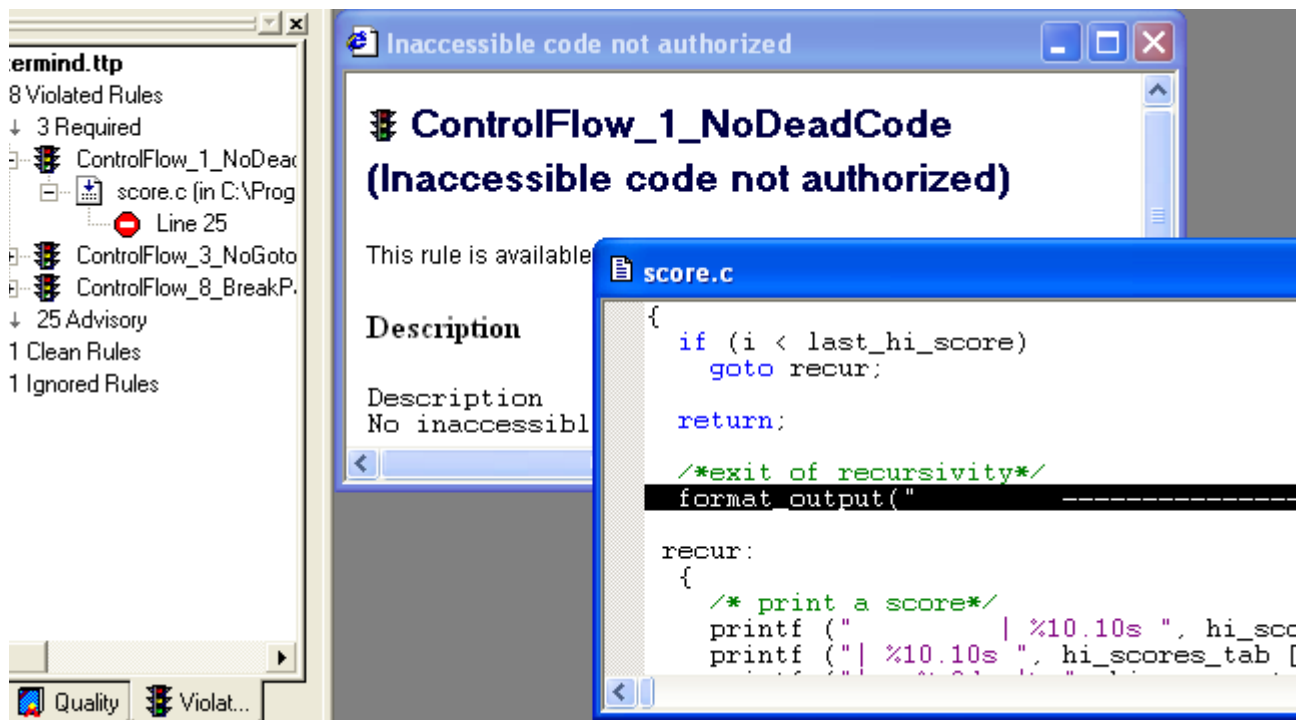 ermind.ttp
8 Violated Rules
3 Required
ControlFlow_1_NoDead
score.c (in C:\Prog
Line 25
ControlFlow_3_NoGoto
ControlFlow_8_BreakP
25 Advisory
1 Clean Rules
1 Ignored Rules
Quality
Violat...
Inaccessible code not authorized
ControlFlow_1_NoDeadCode
(Inaccessible code not authorized)
This rule is available
Description
Description
No inaccessibl
score.c
{
if (i < last_hi_score)
goto recur;
return;
/*exit of recursivity*/
format_output("        ---------------
recur:
{
/* print a score*/
printf ("          | %10.10s ", hi_sco
printf ("| %10.10s ", hi_scores_tab [